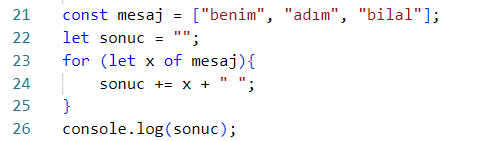 21 const mesaj = ["benim", "adım", "bilal"];
22 let sonuc = "";
23 for (let x of mesaj){
24     sonuc += x + " ";
25 }
26 console.log(sonuc);